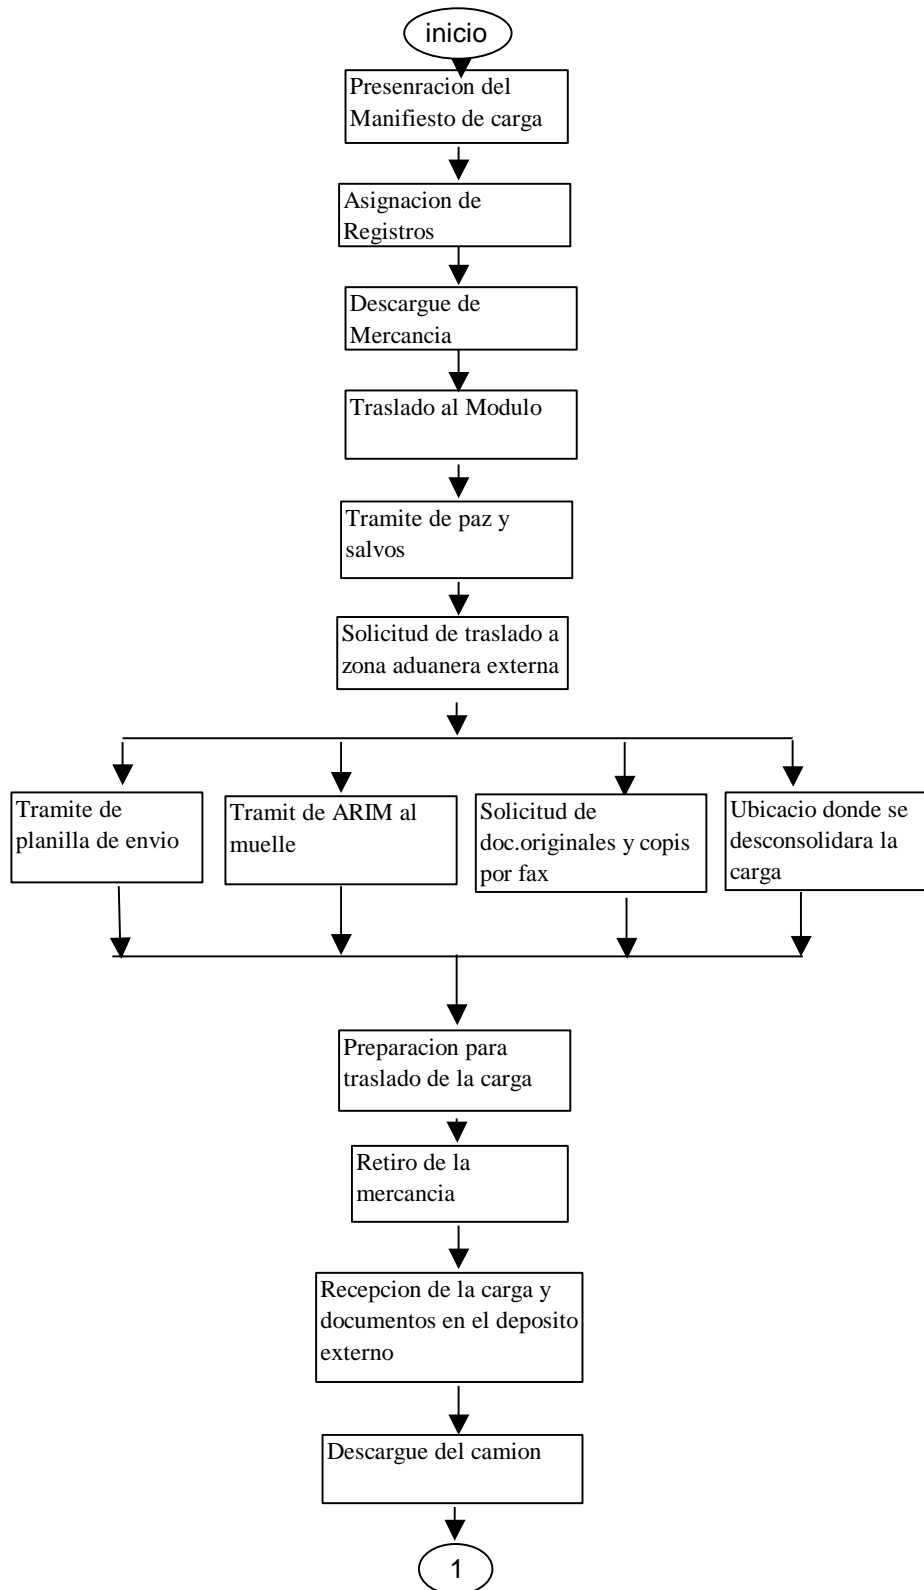 inicio
Presenracion del
Manifiesto de carga
Asignacion de
Registros
Descargue de
Mercancia
Traslado al Modulo
Tramite de paz y
salvos
Solicitud de traslado a
zona aduanera externa
Tramite de
planilla de envio
Tramit de ARIM al
muelle
Solicitud de
doc.originales y copis
por fax
Ubicacio donde se
desconsolidara la
carga
Preparacion para
traslado de la carga
Retiro de la
mercancia
Recepcion de la carga y
documentos en el deposito
externo
Descargue del camion
1